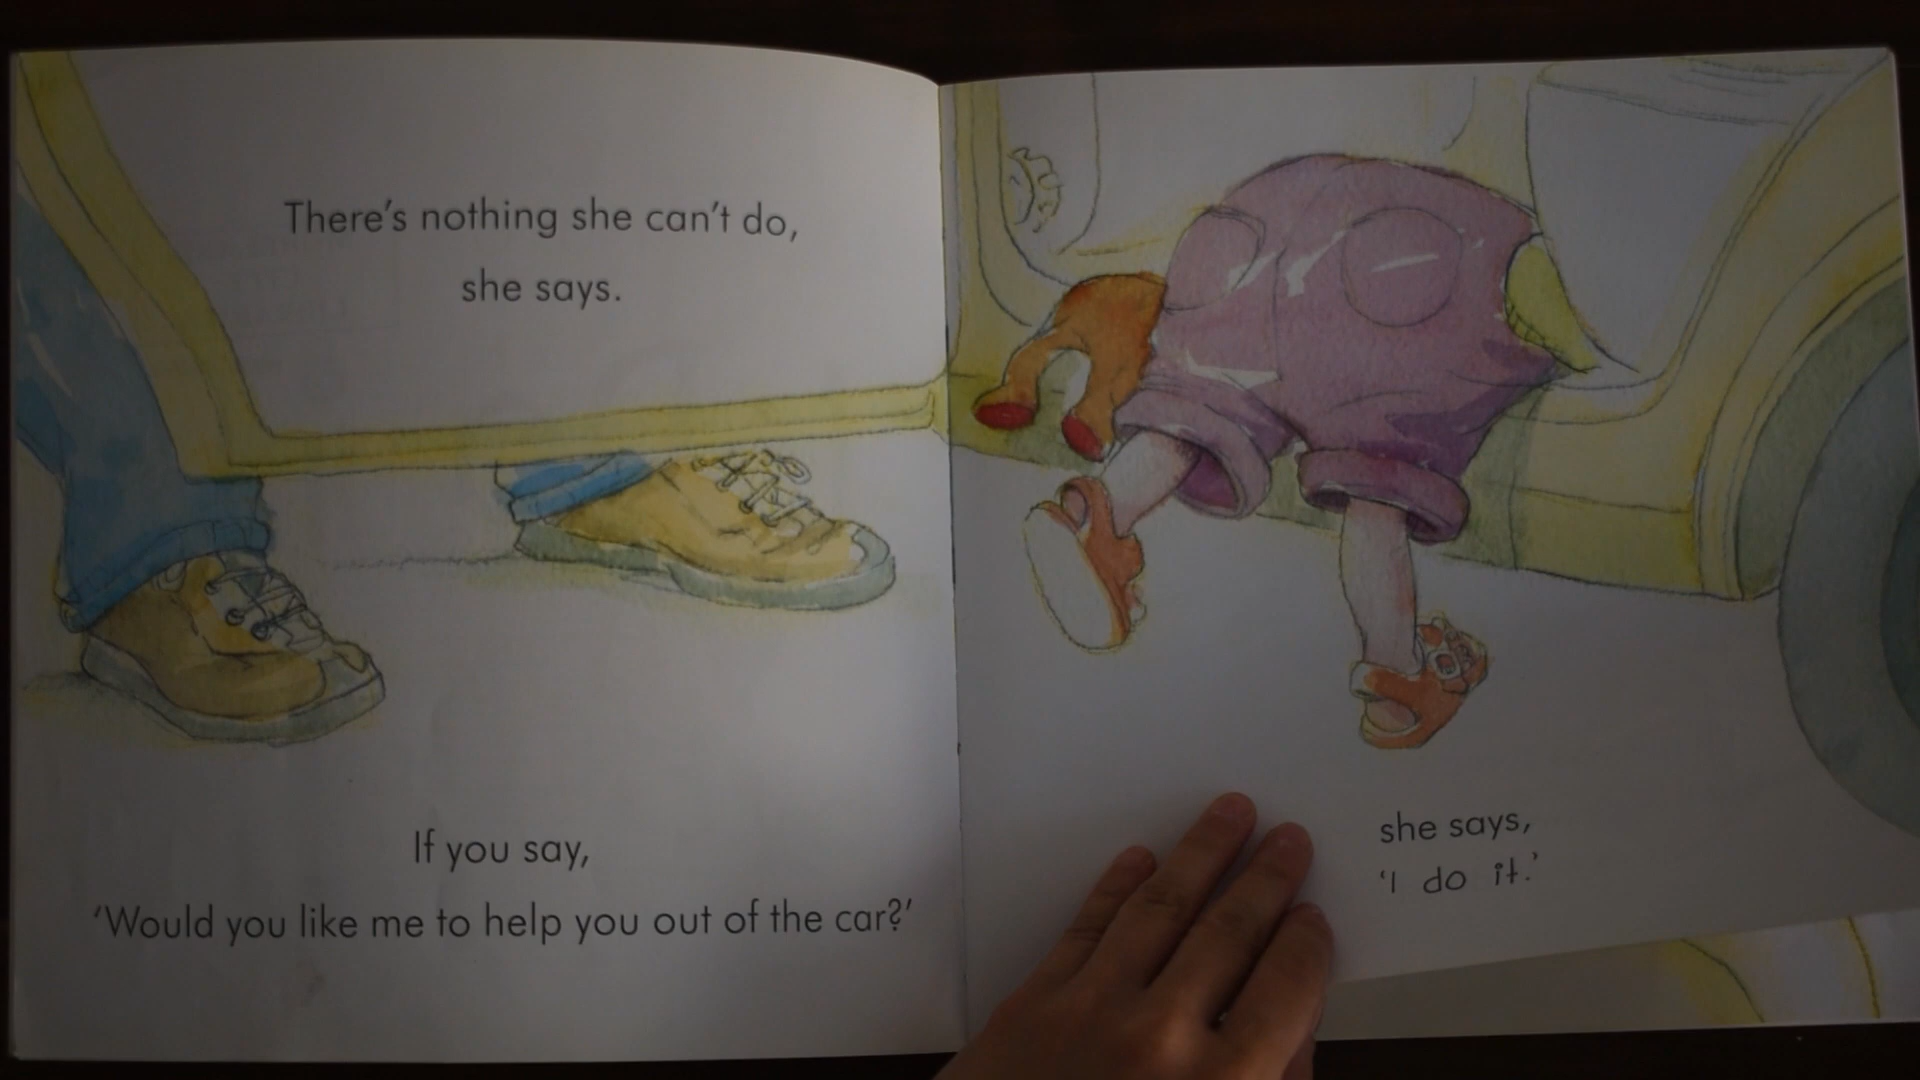 There's nothing she can't do,
she says.
If you say,
'Would you like me to help you out of the car?'
she says,
'I do it.'